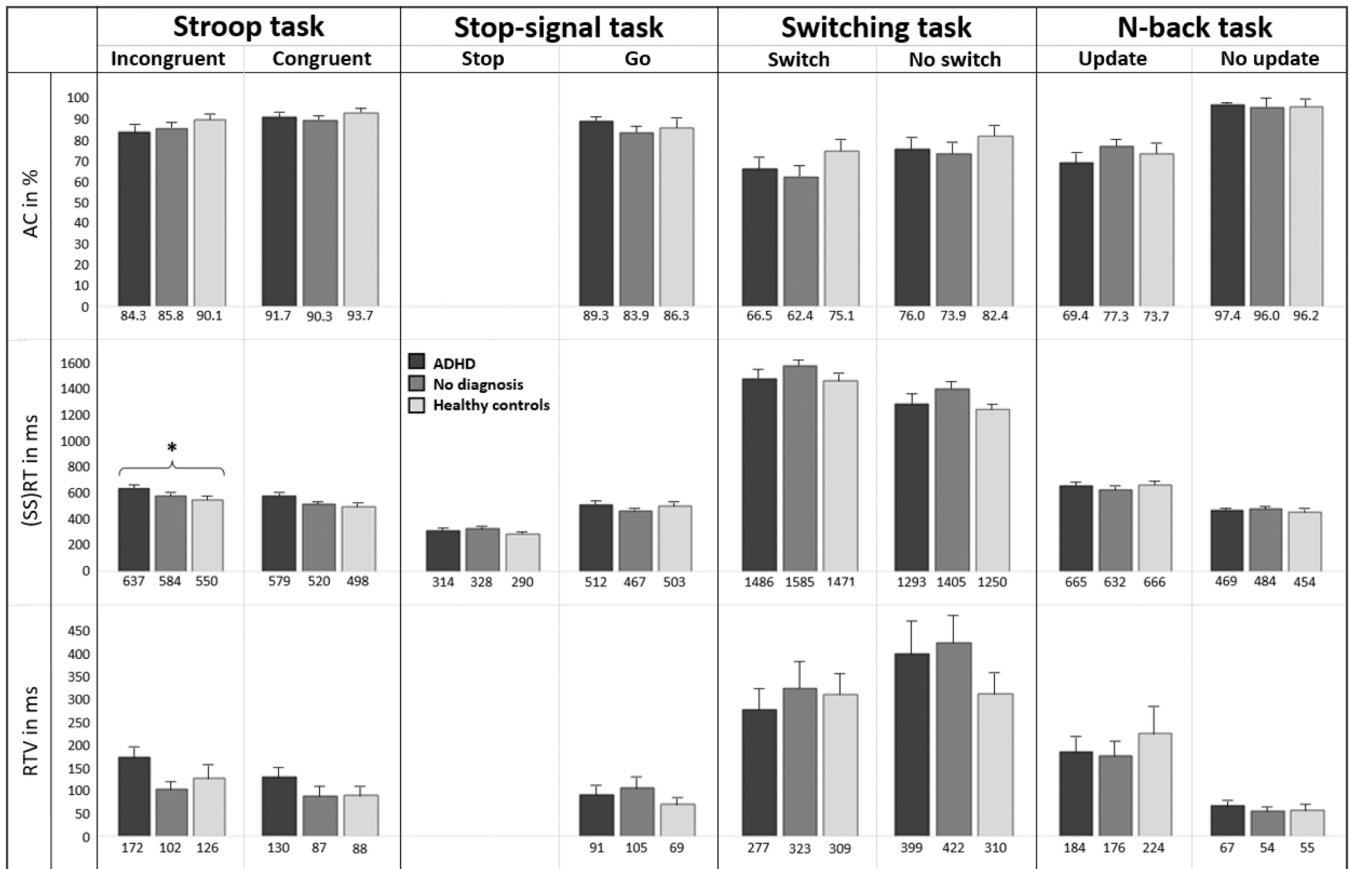 Stroop task Stop-signal task Switching task N-back task
Incongruent Congruent Stop Go Switch No switch Update No update
AC in %
100
90
80
70
60
50
40
30
20
10
0
84.3 85.8 90.1 91.7 90.3 93.7 89.3 83.9 86.3 66.5 62.4 75.1 76.0 73.9 82.4 69.4 77.3 73.7 97.4 96.0 96.2
(SS)RT in ms
1600
1400
1200
1000
800
600
400
200
0
*
ADHD
No diagnosis
Healthy controls
637 584 550 579 520 498 314 328 290 512 467 503 1486 1585 1471 1293 1405 1250 665 632 666 469 484 454
RTV in ms
450
400
350
300
250
200
150
100
50
0
172 102 126 130 87 88 91 105 69 277 323 309 399 422 310 184 176 224 67 54 55